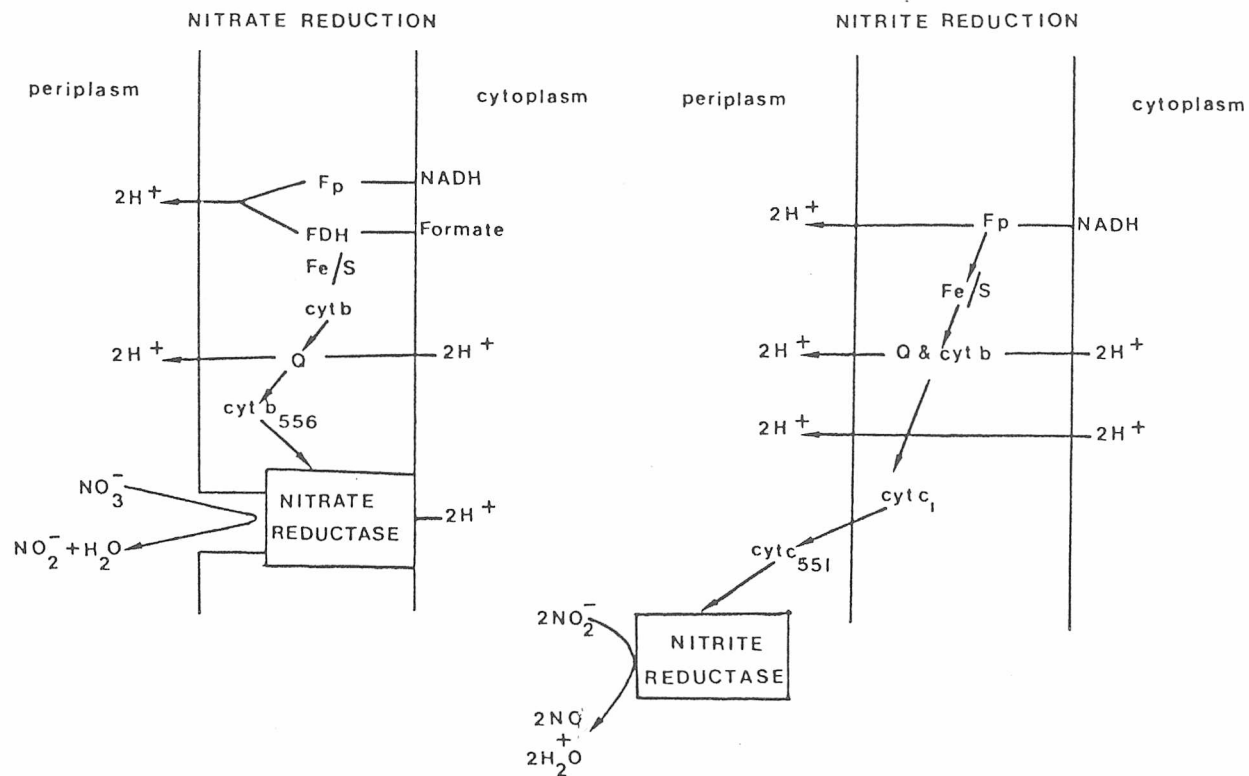 NITRATE REDUCTION
periplasm
cytoplasm
Fp
NADH
2H+
FDH
Formate
Fe/S
cyt b
2H+
Q
2H+
cyt b556
NO3-
NITRATE
REDUCTASE
2H+
NO2- + H2O
NITRITE REDUCTION
periplasm
cytoplasm
2H+
Fp
NADH
Fe/S
2H+
Q & cyt b
2H+
2H+
2H+
cyt c1
cyt c551
2NO2-
NITRITE
REDUCTASE
2NO
+
2H2O